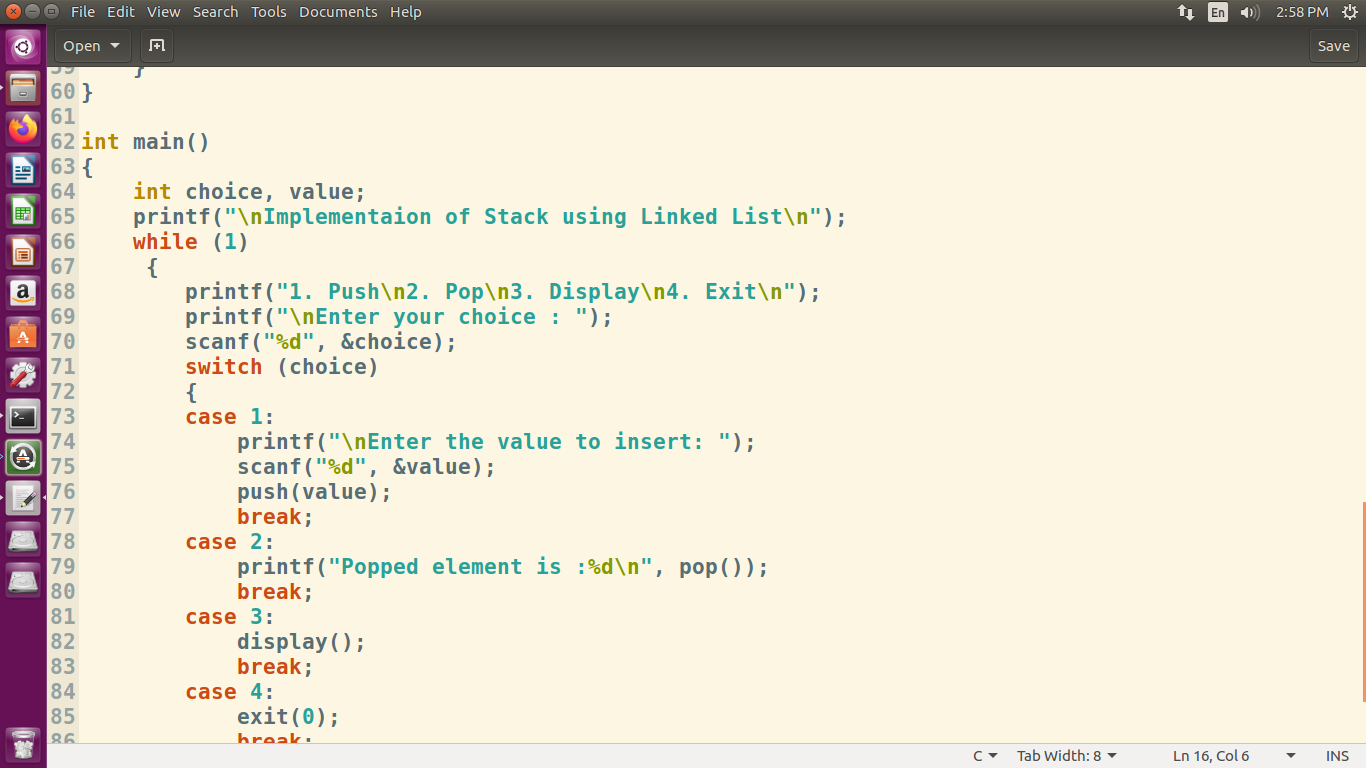 File Edit View Search Tools Documents Help En 2:58 PM
Open Save
59 }
60 }
61
62 int main()
63 {
64 int choice, value;
65 printf("\nImplementaion of Stack using Linked List\n");
66 while (1)
67 {
68 printf("1. Push\n2. Pop\n3. Display\n4. Exit\n");
69 printf("\nEnter your choice : ");
70 scanf("%d", &choice);
71 switch (choice)
72 {
73 case 1:
74 printf("\nEnter the value to insert: ");
75 scanf("%d", &value);
76 push(value);
77 break;
78 case 2:
79 printf("Popped element is :%d\n", pop());
80 break;
81 case 3:
82 display();
83 break;
84 case 4:
85 exit(0);
86 break;
C Tab Width: 8 Ln 16, Col 6 INS